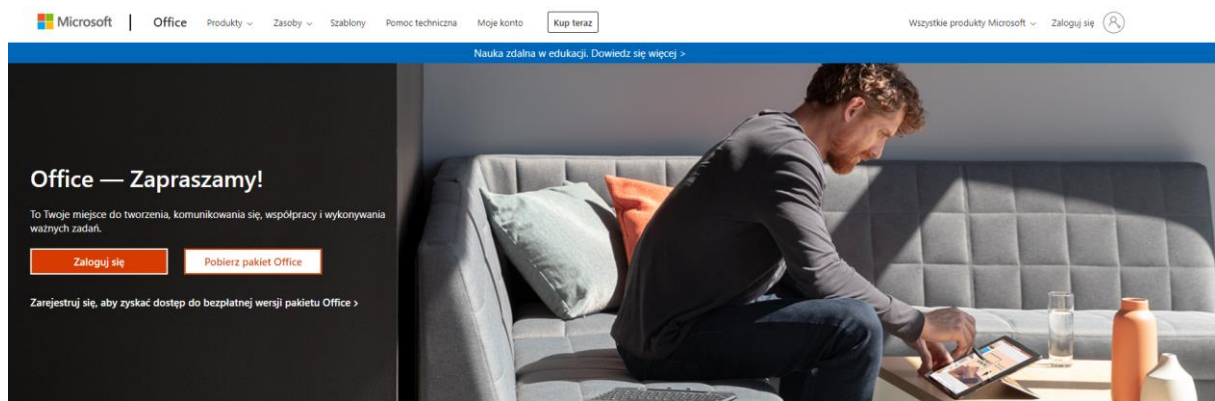 Microsoft Office Produkty Zasoby Szablony Pomoc techniczna Moje konto Kup teraz Wszystkie produkty Microsoft Zaloguj się
Nauka zdalna w edukacji. Dowiedz się więcej >
Office — Zapraszamy!
To Twoje miejsce do tworzenia, komunikowania się, współpracy i wykonywania
ważnych zadań.
Zaloguj się Pobierz pakiet Office
Zarejestruj się, aby zyskać dostęp do bezpłatnej wersji pakietu Office >